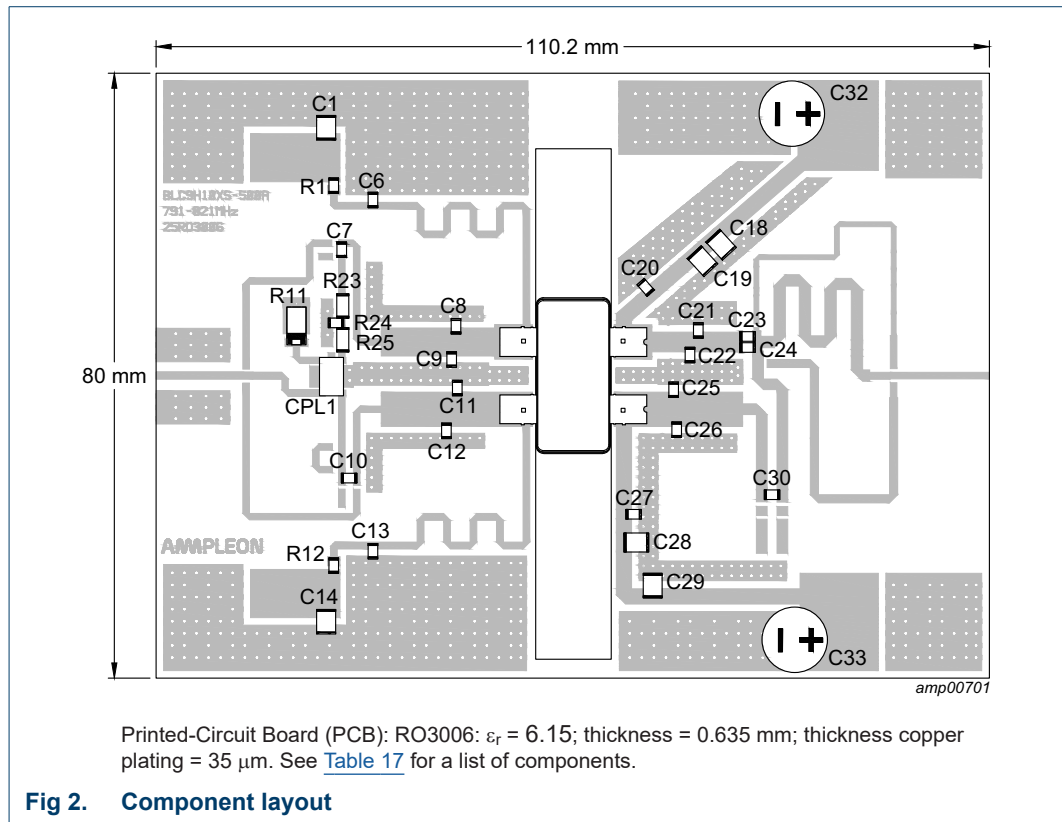 110.2 mm
C32
C1
R1
C6
BLC9H10XS-500A
791-821MHz
25RO3006
C7
C18
C19
C20
R23
R11
R24
R25
C8
C21
C23
C22
C24
C9
80 mm
CPL1
C11
C25
C12
C26
C10
C30
C27
C28
AMMPLEON
R12
C13
C29
C14
C33
amp00701
Printed-Circuit Board (PCB): RO3006: εr = 6.15; thickness = 0.635 mm; thickness copper
plating = 35 μm. See Table 17 for a list of components.
Fig 2. Component layout